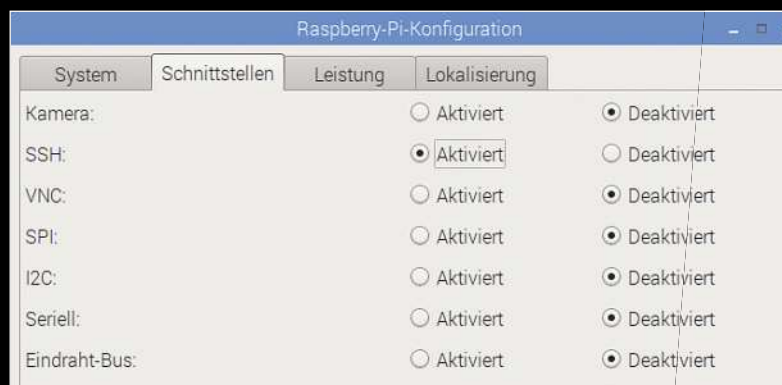 Raspberry-Pi-Konfiguration
System Schnittstellen Leistung Lokalisierung
Kamera: Aktiviert Deaktiviert
SSH: Aktiviert Deaktiviert
VNC: Aktiviert Deaktiviert
SPI: Aktiviert Deaktiviert
I2C: Aktiviert Deaktiviert
Seriell: Aktiviert Deaktiviert
Eindraht-Bus: Aktiviert Deaktiviert